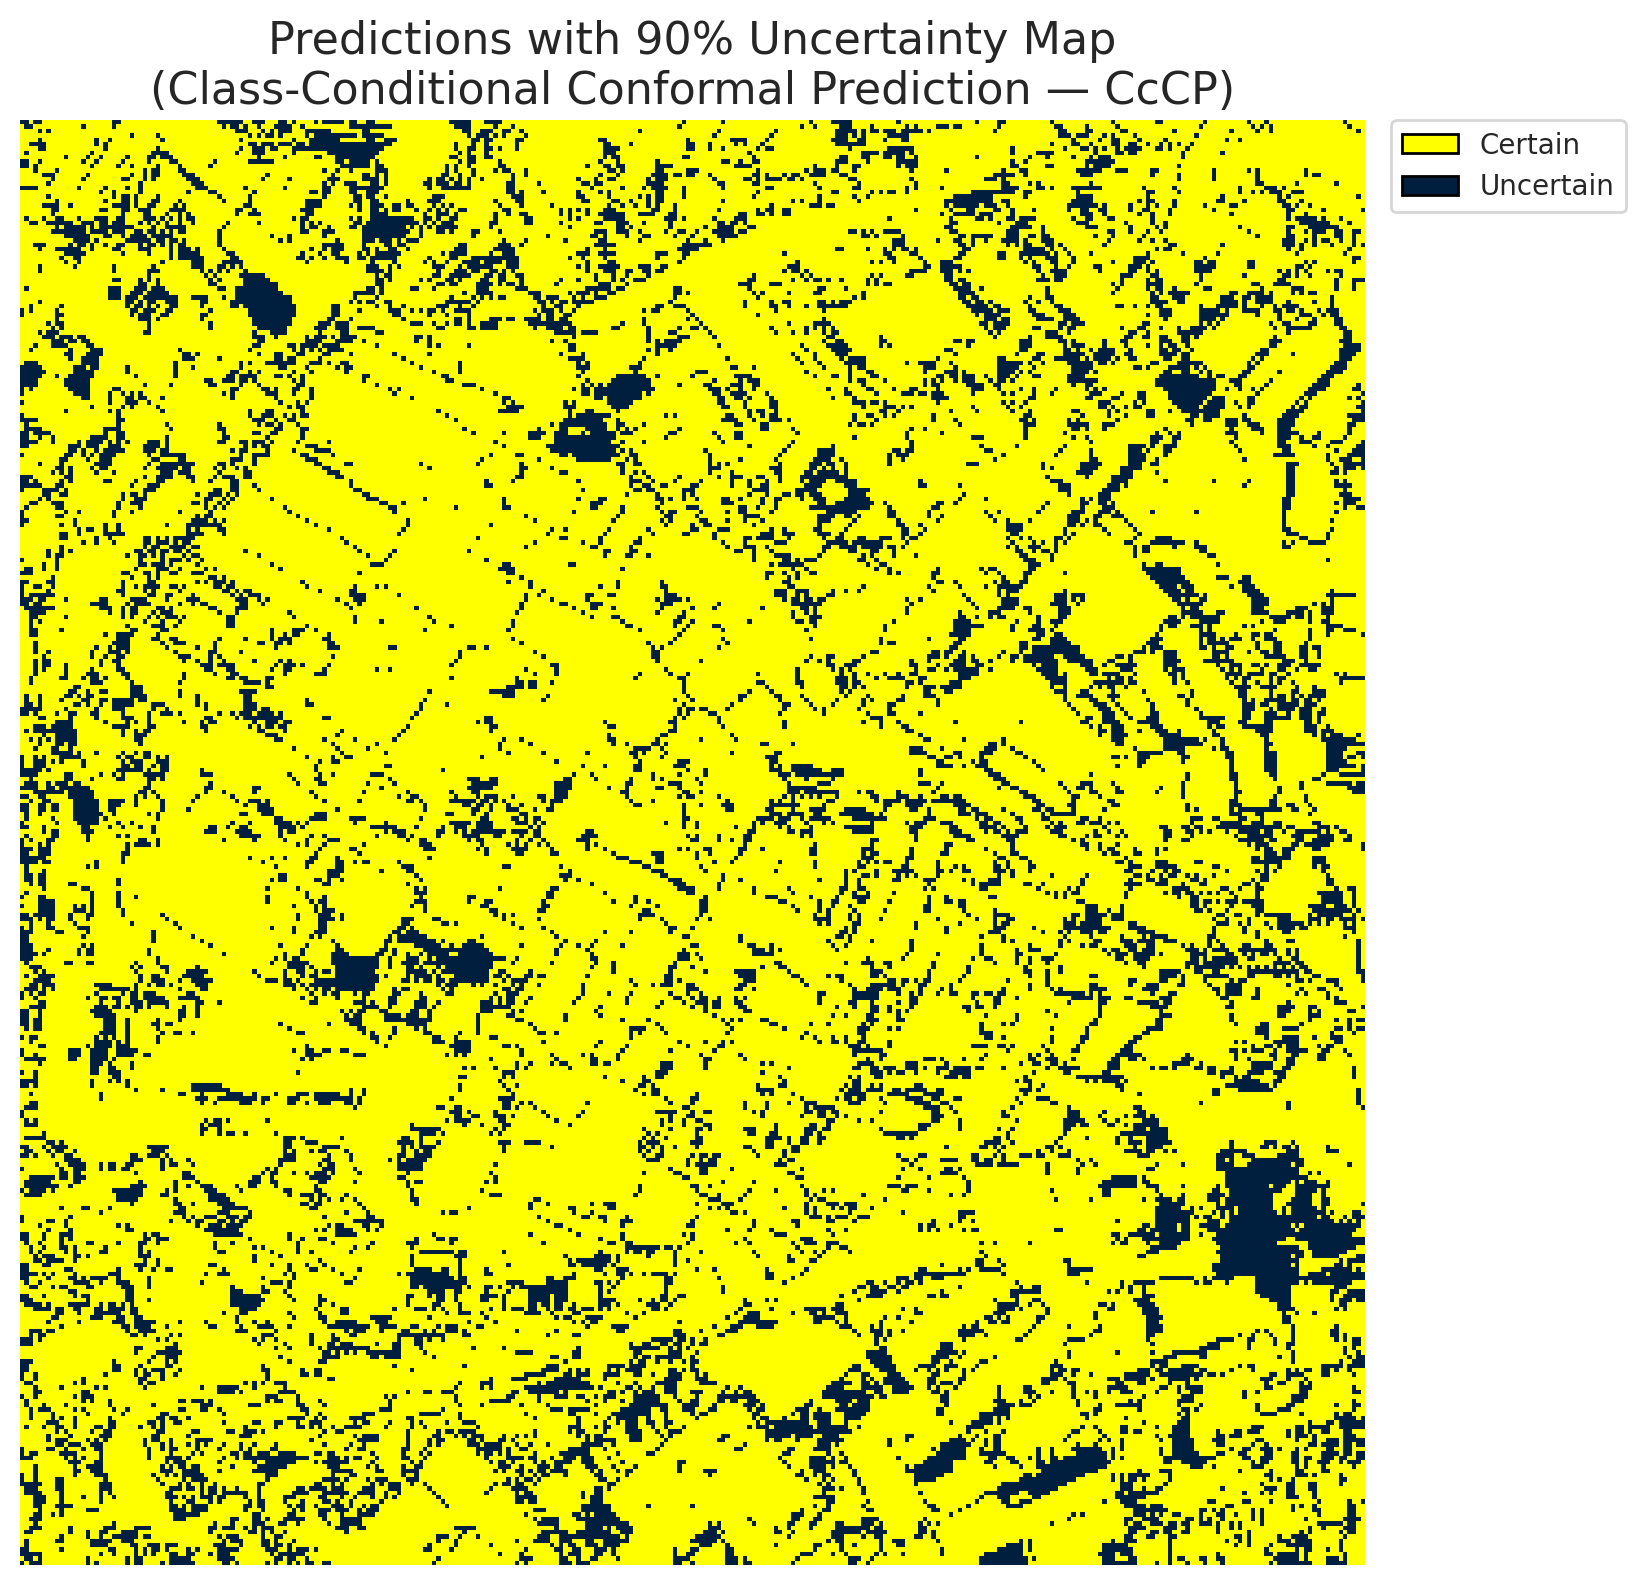 Predictions with 90% Uncertainty Map
(Class-Conditional Conformal Prediction — CcCP)
Certain
Uncertain